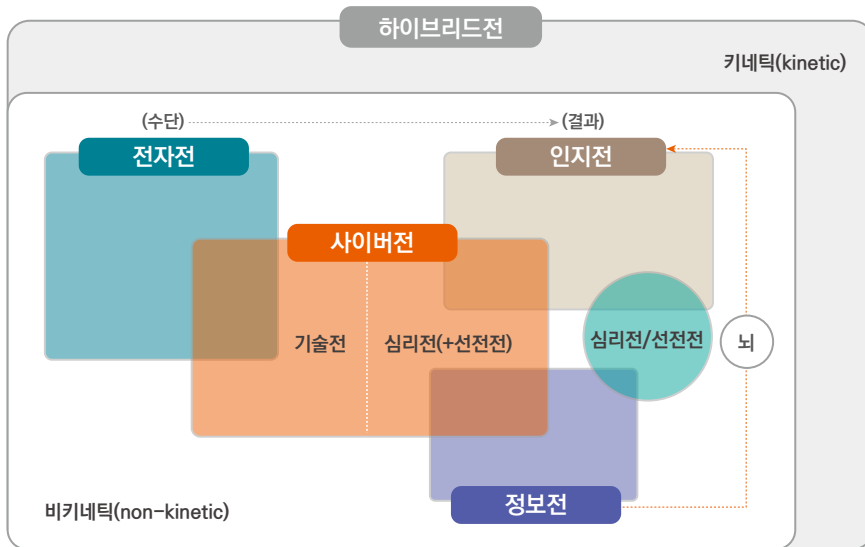 하이브리드전
키네틱(kinetic)
(수단)
(결과)
전자전
인지전
사이버전
기술전
심리전(+선전전)
심리전/선전전
뇌
정보전
비키네틱(non-kinetic)